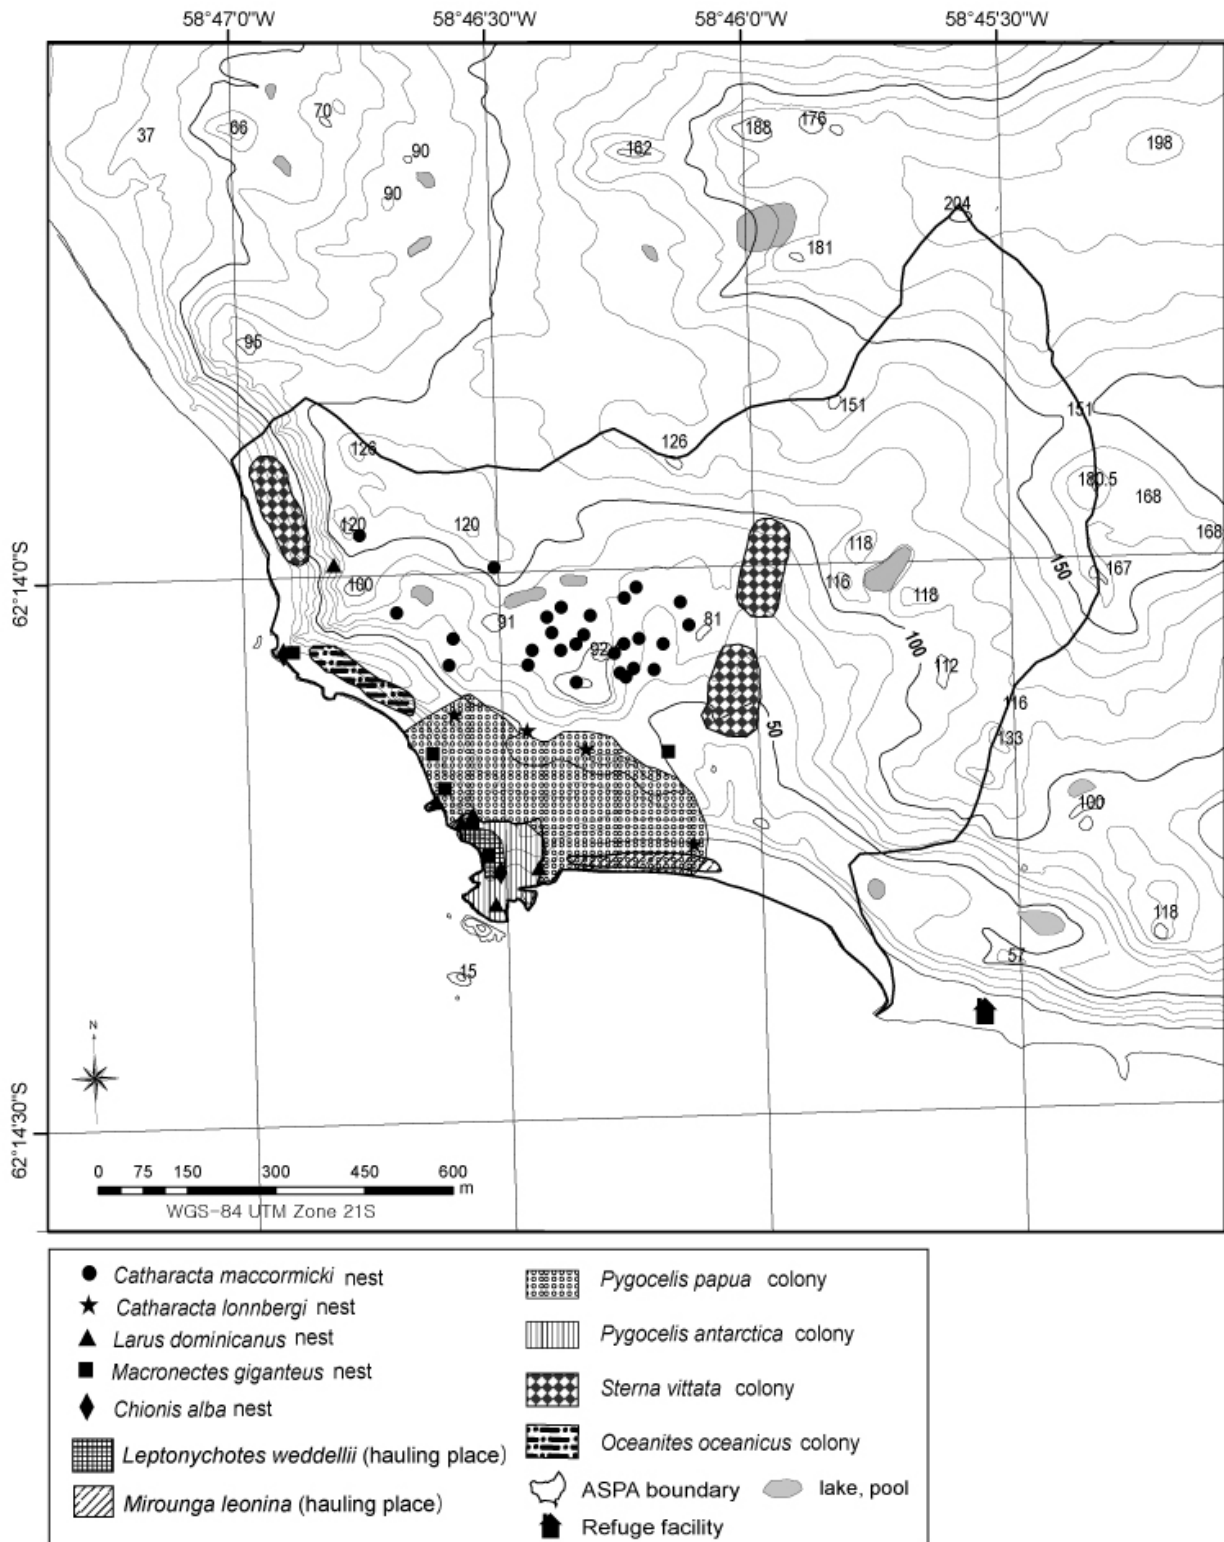 58°47'0"W 58°46'30"W 58°46'0"W 58°45'30"W
70
66
188
176
37
90
162
198
90
204
181
95
151
151
126
126
180.5
168
120
120
168
118
62°14'0"S
150
167
100
116
118
91
81
92
100
112
116
50
133
100
118
57
15
N
62°14'30"S
0 75 150 300 450 600
m
WGS-84 UTM Zone 21S
Catharacta maccormicki nest
Catharacta lonnbergi nest
Larus dominicanus nest
Macronectes giganteus nest
Chionis alba nest
Leptonychotes weddellii (hauling place)
Mirounga leonina (hauling place)
Pygocelis papua colony
Pygocelis antarctica colony
Sterna vittata colony
Oceanites oceanicus colony
ASPA boundary
lake, pool
Refuge facility